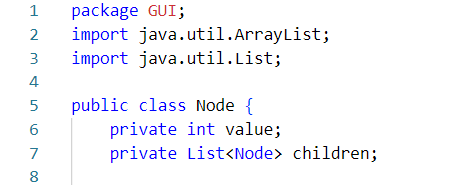 1 package GUI;
2 import java.util.ArrayList;
3 import java.util.List;
4
5 public class Node {
6     private int value;
7     private List<Node> children;
8